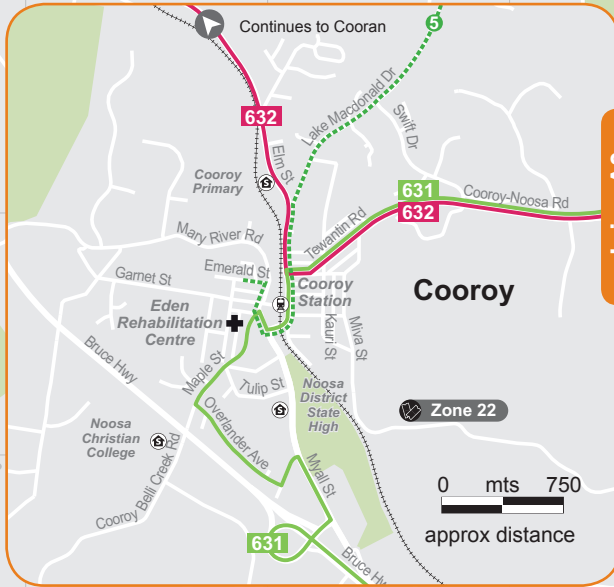 Continues to Cooran
5
632
Lake Macdonald Dr
Swift Dr
Elm St
Cooroy
Primary
631
632
Cooroy-Noosa Rd
Tewantin Rd
Mary River Rd
Emerald St
Garnet St
Cooroy
Station
Cooroy
Eden
Rehabilitation
Centre
Kauri St
Miva St
Bruce Hwy
Maple St
Tulip St
Noosa
District
State
High
Zone 22
Noosa
Christian
College
Overlander Ave
Cooroy Belli Creek Rd
Myall St
0 mts 750
approx distance
631
Bruce Hwy